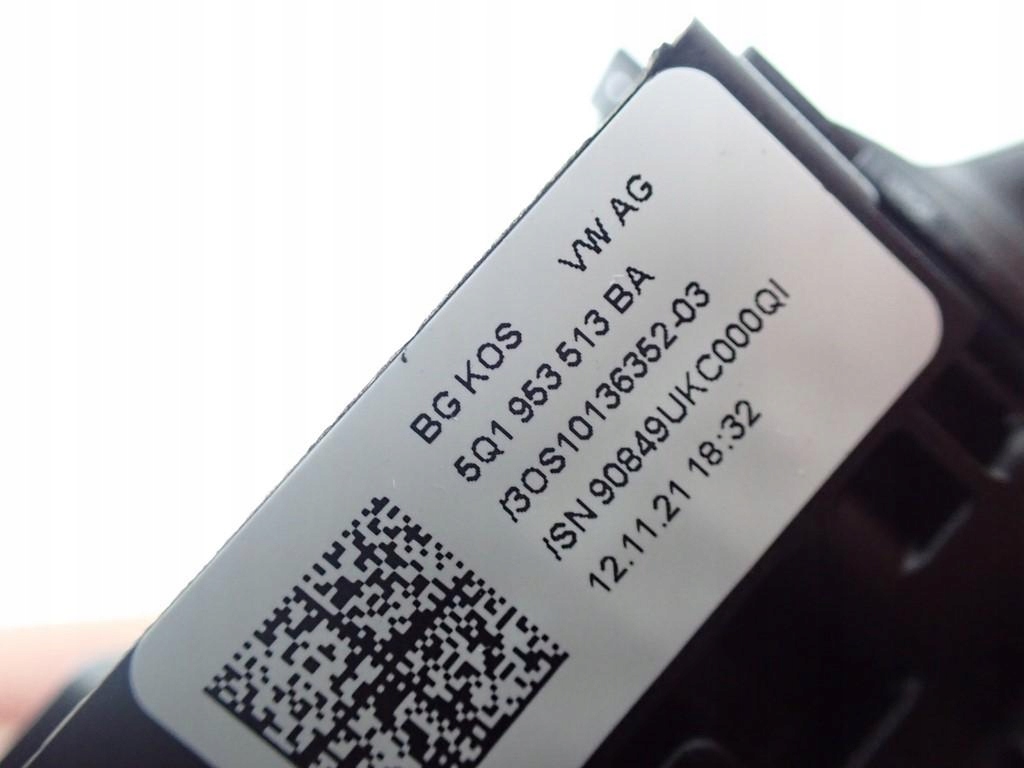 BG KOS VW AG
5Q1 953 513 BA
/3OS10136352-03
/SN 90849UKC000QI
12.11.21 18:32